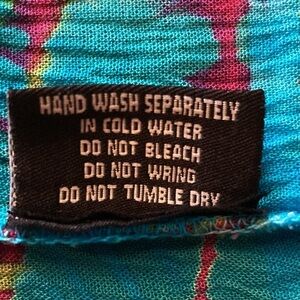 HAND WASH SEPARATELY
IN COLD WATER
DO NOT BLEACH
DO NOT WRING
DO NOT TUMBLE DRY